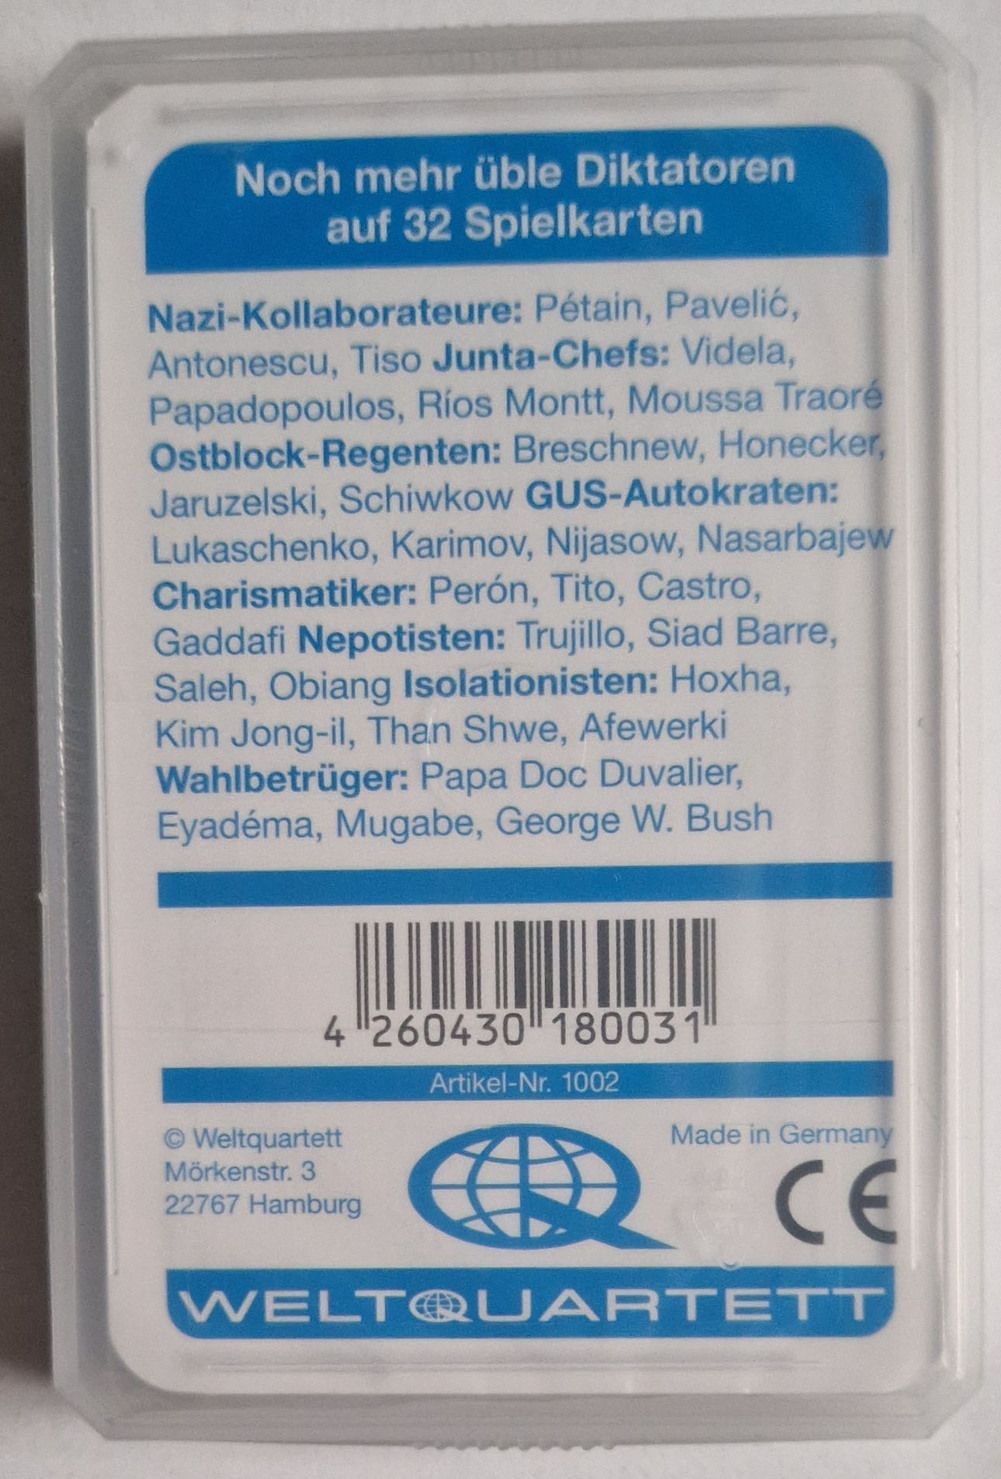 Noch mehr üble Diktatoren
auf 32 Spielkarten
Nazi-Kollaborateure: Pétain, Pavelić,
Antonescu, Tiso Junta-Chefs: Videla,
Papadopoulos, Ríos Montt, Moussa Traoré
Ostblock-Regenten: Breschnew, Honecker,
Jaruzelski, Schiwkow GUS-Autokraten:
Lukaschenko, Karimov, Nijasow, Nasarbajew
Charismatiker: Perón, Tito, Castro,
Gaddafi Nepotisten: Trujillo, Siad Barre,
Saleh, Obiang Isolationisten: Hoxha,
Kim Jong-il, Than Shwe, Afewerki
Wahlbetrüger: Papa Doc Duvalier,
Eyadéma, Mugabe, George W. Bush
4 260430 180031
Artikel-Nr. 1002
© Weltquartett
Mörkenstr. 3
22767 Hamburg
Made in Germany
CE
WELTQUARTETT